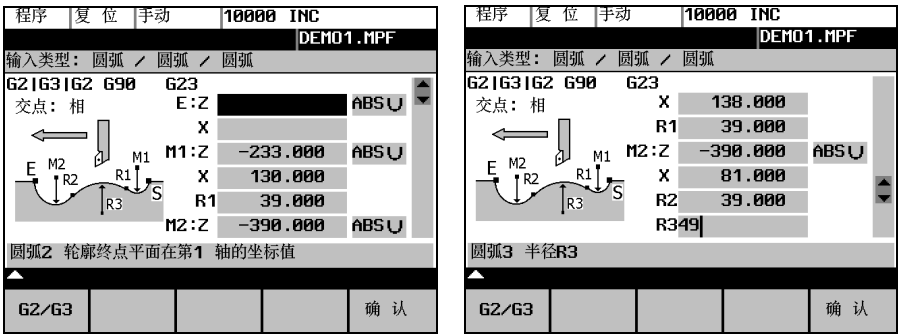 程序 复 位 手动 10000 INC
DEMO1.MPF
输入类型: 圆弧 / 圆弧 / 圆弧
G2|G3|G2 G90 G23
交点: 相
E:Z ABS
X
M1:Z -233.000 ABS
X 130.000
R1 39.000
M2:Z -390.000 ABS
E M2 R2 R1 M1 S R3
圆弧2 轮廓终点平面在第1 轴的坐标值
G2/G3 确 认
程序 复 位 手动 10000 INC
DEMO1.MPF
输入类型: 圆弧 / 圆弧 / 圆弧
G2|G3|G2 G90 G23
交点: 相
X 138.000
R1 39.000
M2:Z -390.000 ABS
X 81.000
R2 39.000
R349
E M2 R2 R1 M1 S R3
圆弧3 半径R3
G2/G3 确 认